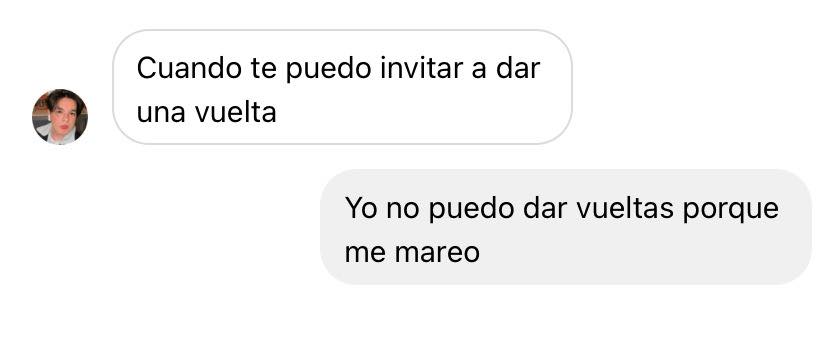 Cuando te puedo invitar a dar
una vuelta
Yo no puedo dar vueltas porque
me mareo